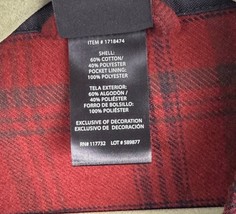 ITEM # 1718474
SHELL:
60% COTTON/
40% POLYESTER
POCKET LINING:
100% POLYESTER
TELA EXTERIOR:
60% ALGODÓN /
40% POLIÉSTER
FORRO DE BOLSILLO:
100% POLIÉSTER
EXCLUSIVE OF DECORATION
EXCLUSIVO DE DECORACIÓN
RN# 117732 LOT # 589877